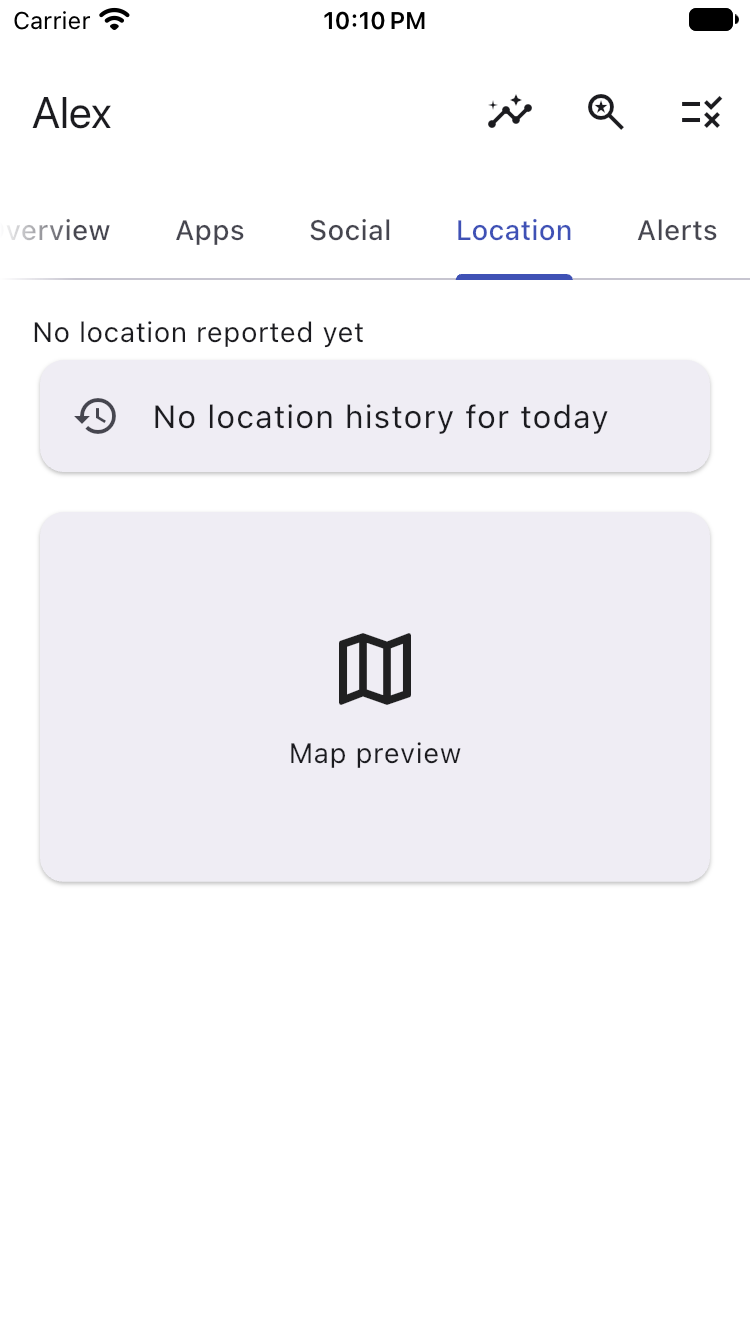 Carrier 10:10 PM
Alex
verview Apps Social Location Alerts
No location reported yet
No location history for today
Map preview